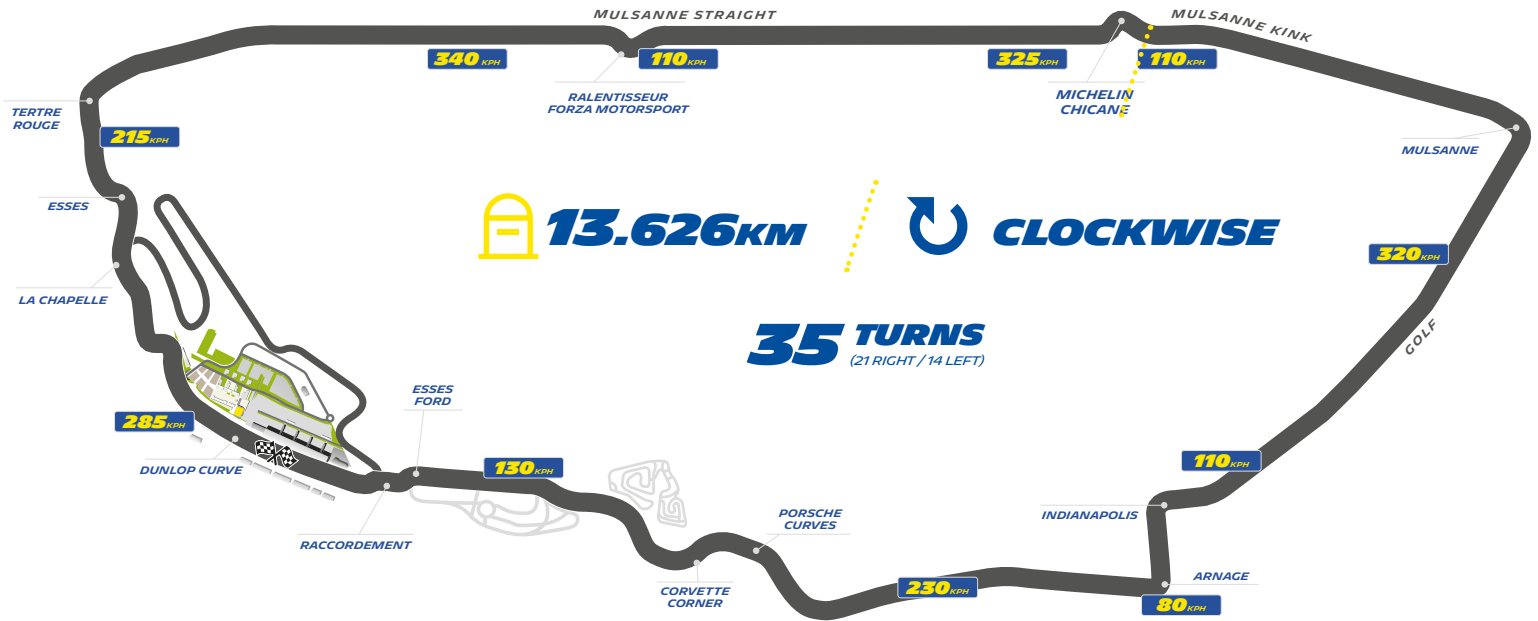 MULSANNE STRAIGHT
MULSANNE KINK
340 KPH
110 KPH
325 KPH
110 KPH
RALENTISSEUR
FORZA MOTORSPORT
MICHELIN
CHICANE
TERTRE
ROUGE
215 KPH
MULSANNE
ESSES
13.626KM
CLOCKWISE
320 KPH
LA CHAPELLE
35 TURNS
(21 RIGHT / 14 LEFT)
GOLF
ESSES
FORD
285 KPH
DUNLOP CURVE
130 KPH
110 KPH
INDIANAPOLIS
PORSCHE
CURVES
RACCORDEMENT
CORVETTE
CORNER
230 KPH
ARNAGE
80 KPH